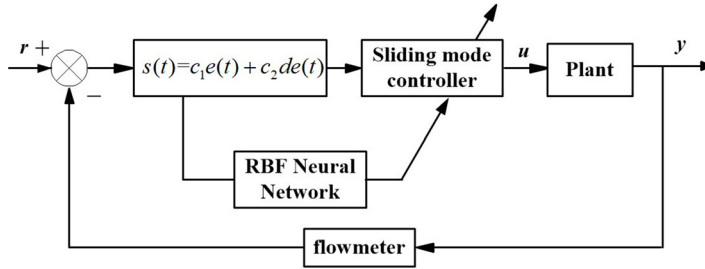 r +
−
s(t)=c₁e(t)+c₂de(t)
Sliding mode
controller
u
Plant
y
RBF Neural
Network
flowmeter